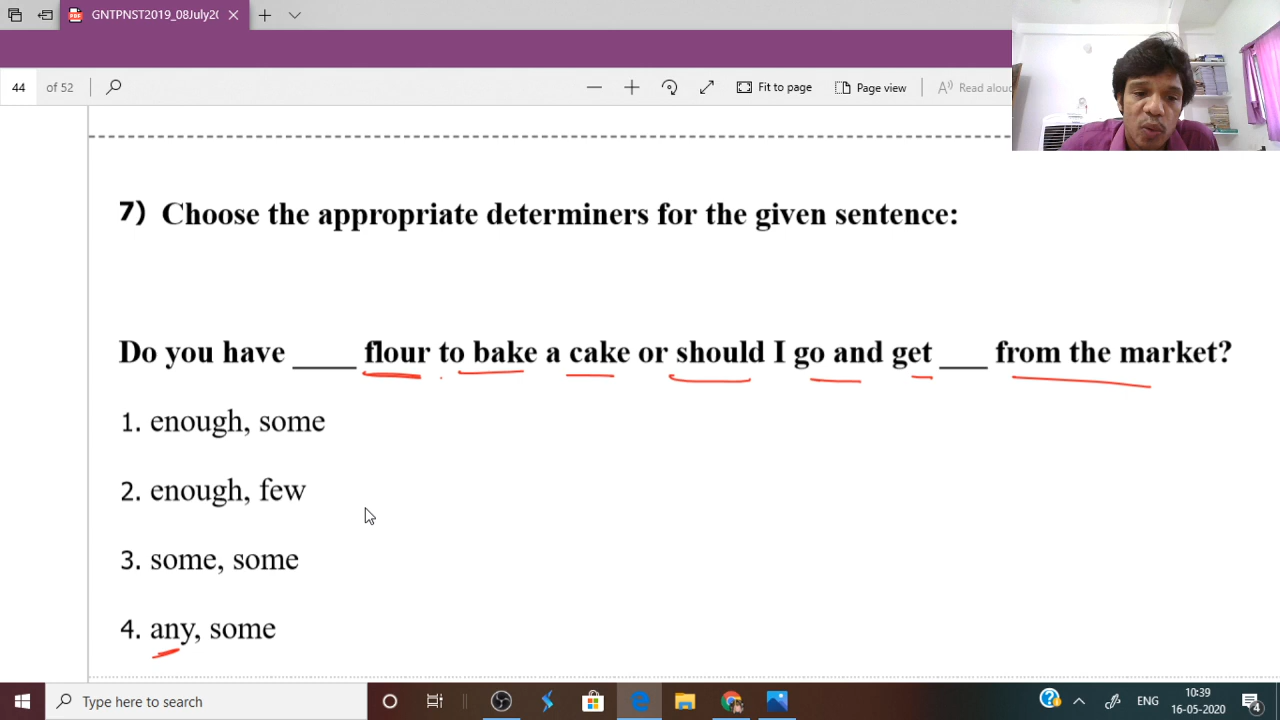 GNTPNST2019_08July20
44 of 52 Fit to page Page view Read aloud
7) Choose the appropriate determiners for the given sentence:
Do you have ____ flour to bake a cake or should I go and get ___ from the market?
1. enough, some
2. enough, few
3. some, some
4. any, some
Type here to search ENG 10:39
16-05-2020 4